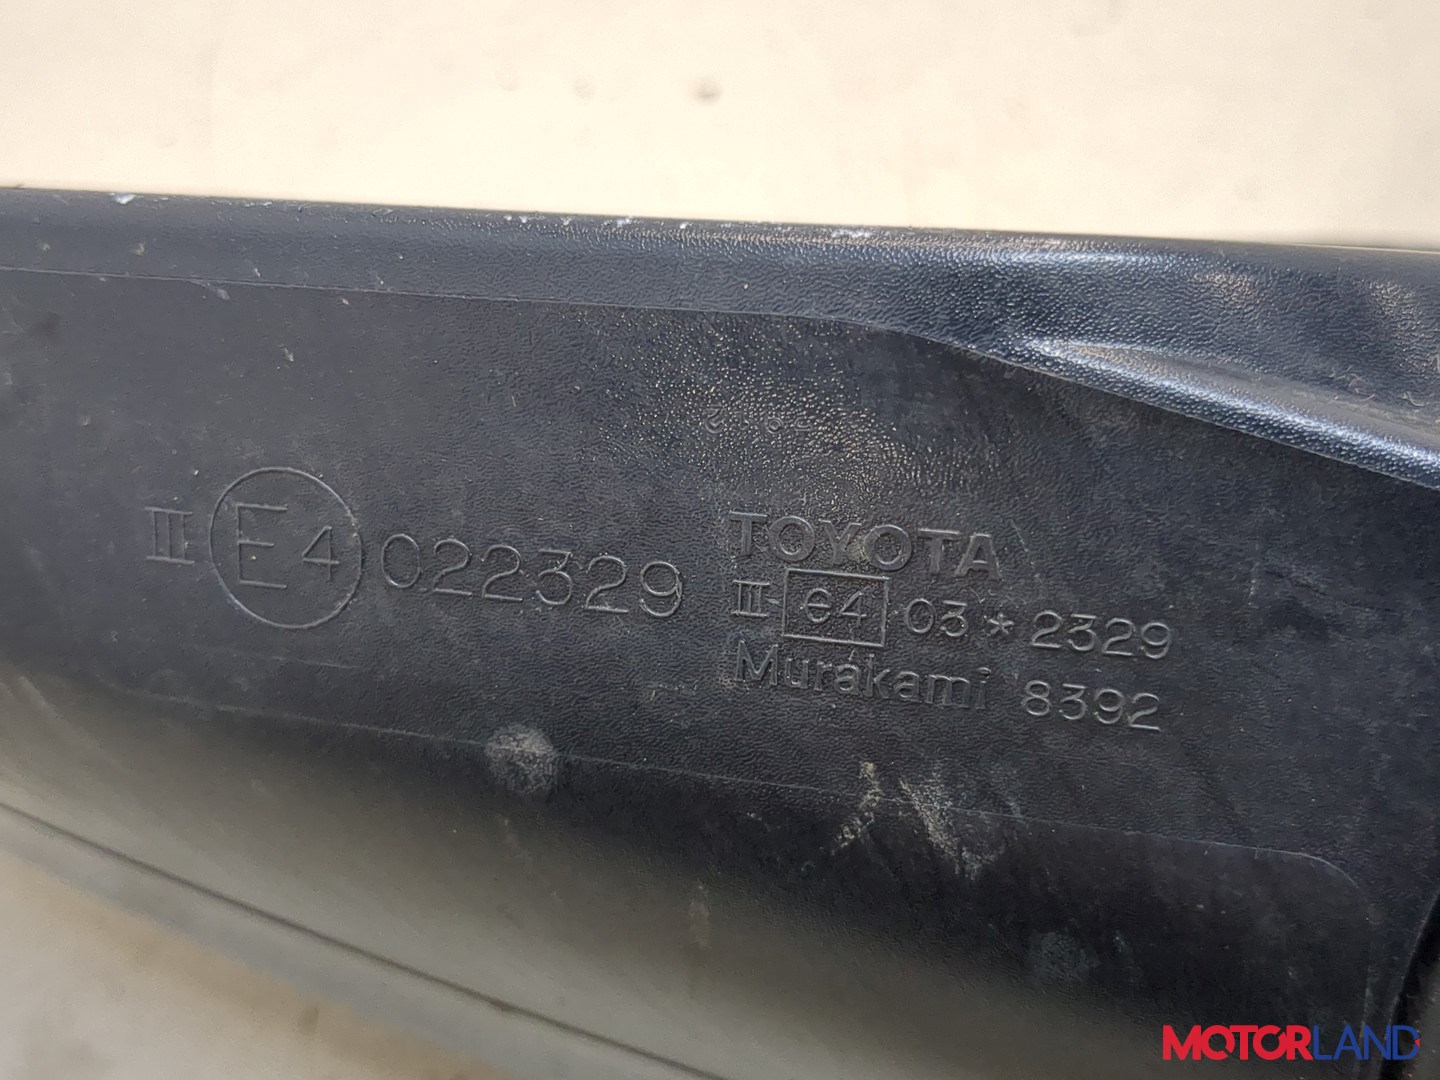 III E4 022329
TOYOTA
III e4 03*2329
Murakami 8392
MOTORLAND